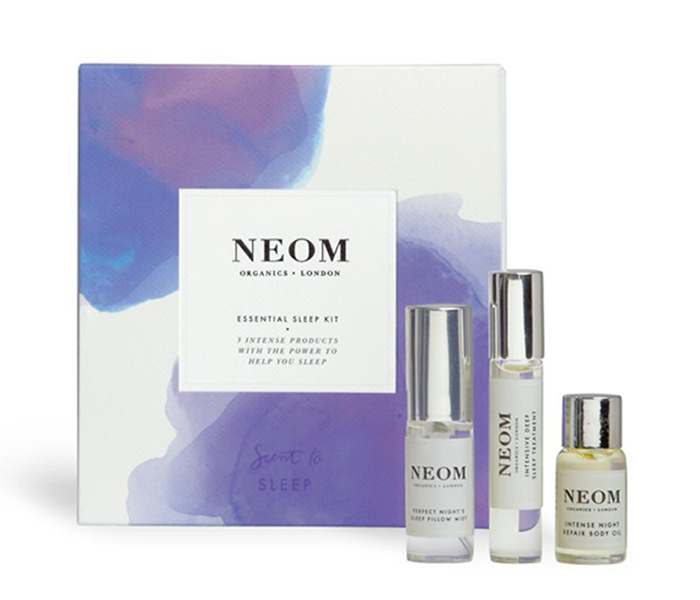 NEOM
ORGANICS • LONDON
ESSENTIAL SLEEP KIT
•
3 INTENSE PRODUCTS
WITH THE POWER TO
HELP YOU SLEEP
Scent to
SLEEP
NEOM
ORGANICS • LONDON
PERFECT NIGHT'S
SLEEP PILLOW MIST
NEOM
ORGANICS • LONDON
INTENSIVE DEEP
SLEEP TREATMENT
NEOM
ORGANICS • LONDON
INTENSE NIGHT
REPAIR BODY OIL